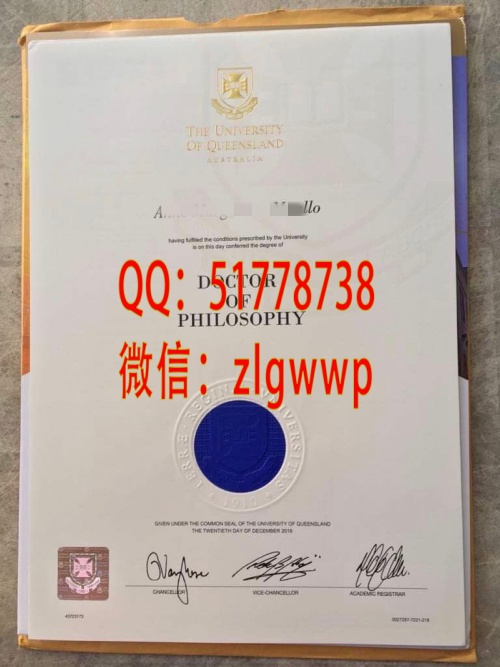 THE UNIVERSITY
OF QUEENSLAND
AUSTRALIA
having fulfilled the conditions prescribed by the University
is on this day conferred the degree of
DOCTOR
OF
PHILOSOPHY
QQ：51778738
微信：zlgwwp
GIVEN UNDER THE COMMON SEAL OF THE UNIVERSITY OF QUEENSLAND
THE TWENTIETH DAY OF DECEMBER 2016
CHANCELLOR
VICE-CHANCELLOR
ACADEMIC REGISTRAR